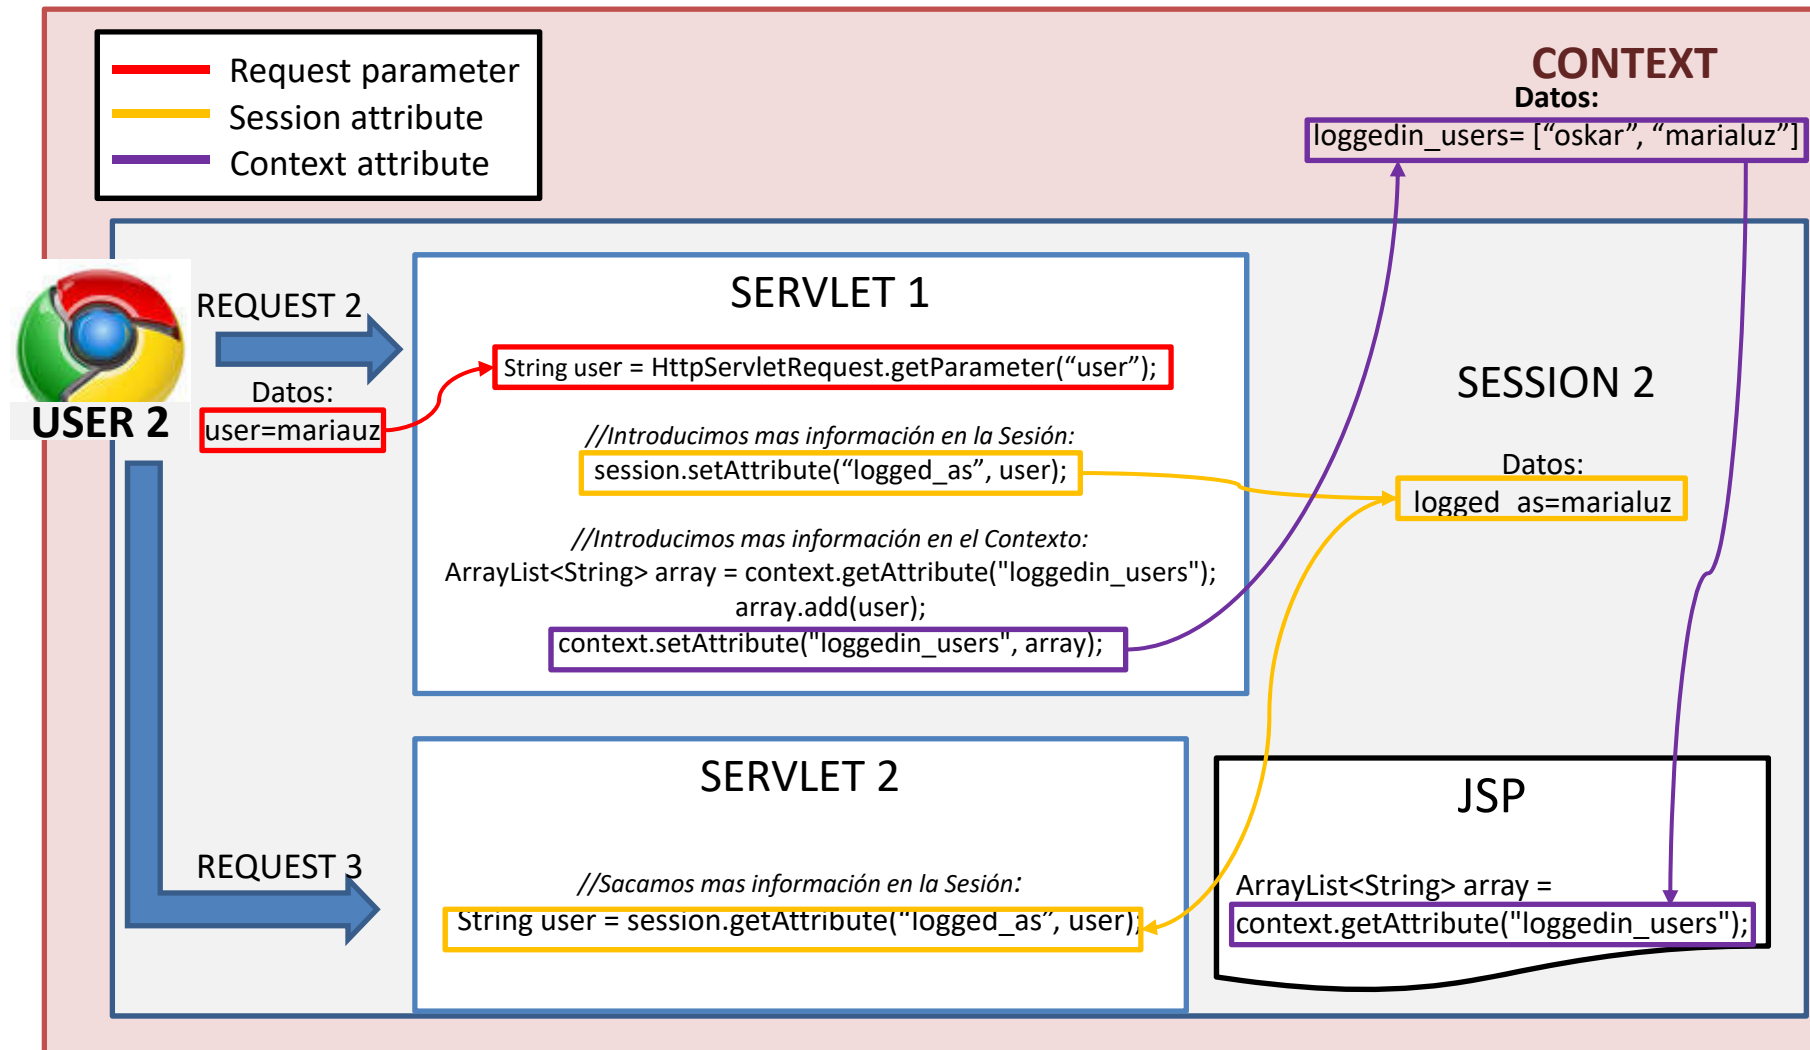 Request parameter
Session attribute
Context attribute
CONTEXT
Datos:
loggedin_users= [“oskar”, “marialuz”]
USER 2
REQUEST 2
Datos:
user=mariauz
SERVLET 1
String user = HttpServletRequest.getParameter(“user”);
//Introducimos mas información en la Sesión:
session.setAttribute(“logged_as”, user);
//Introducimos mas información en el Contexto:
ArrayList<String> array = context.getAttribute("loggedin_users");
array.add(user);
context.setAttribute("loggedin_users", array);
SESSION 2
Datos:
logged_as=marialuz
REQUEST 3
SERVLET 2
//Sacamos mas información en la Sesión:
String user = session.getAttribute("logged_as”, user);
JSP
ArrayList<String> array =
context.getAttribute("loggedin_users");